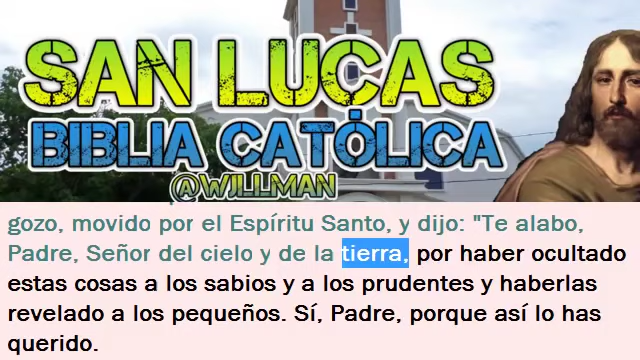 SAN LUCAS
BIBLIA CATÓLICA
@WJLLMAN
gozo, movido por el Espíritu Santo, y dijo: "Te alabo,
Padre, Señor del cielo y de la tierra, por haber ocultado
estas cosas a los sabios y a los prudentes y haberlas
revelado a los pequeños. Sí, Padre, porque así lo has
querido.